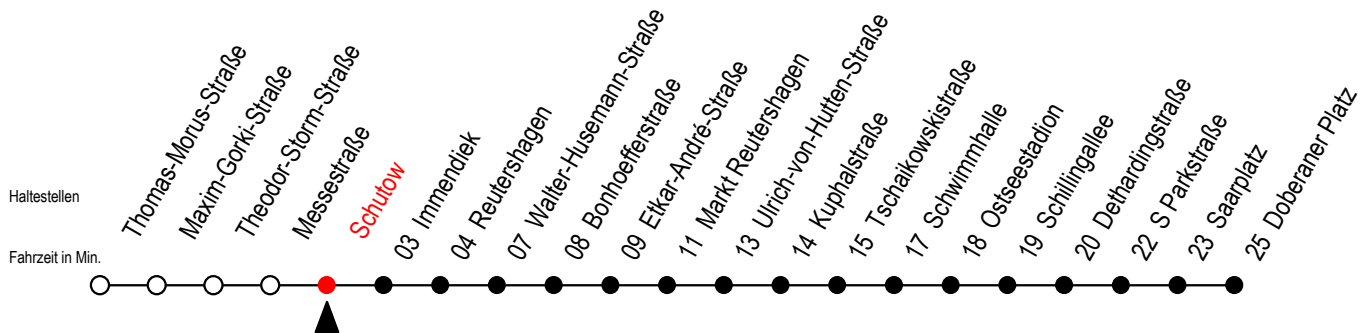 Haltestellen
Fahrzeit in Min.
Thomas-Morus-Straße
Maxim-Gorki-Straße
Theodor-Storm-Straße
Messestraße
Schutow
03 Immendiek
04 Reutershagen
07 Walter-Husemann-Straße
08 Bonhoefferstraße
09 Etkar-André-Straße
11 Markt Reutershagen
13 Ulrich-von-Hutten-Straße
14 Kuphalstraße
15 Tschaikowskistraße
17 Schwimmhalle
18 Ostseestadion
19 Schillingallee
20 Dethardingstraße
22 S Parkstraße
23 Saarplatz
25 Doberaner Platz